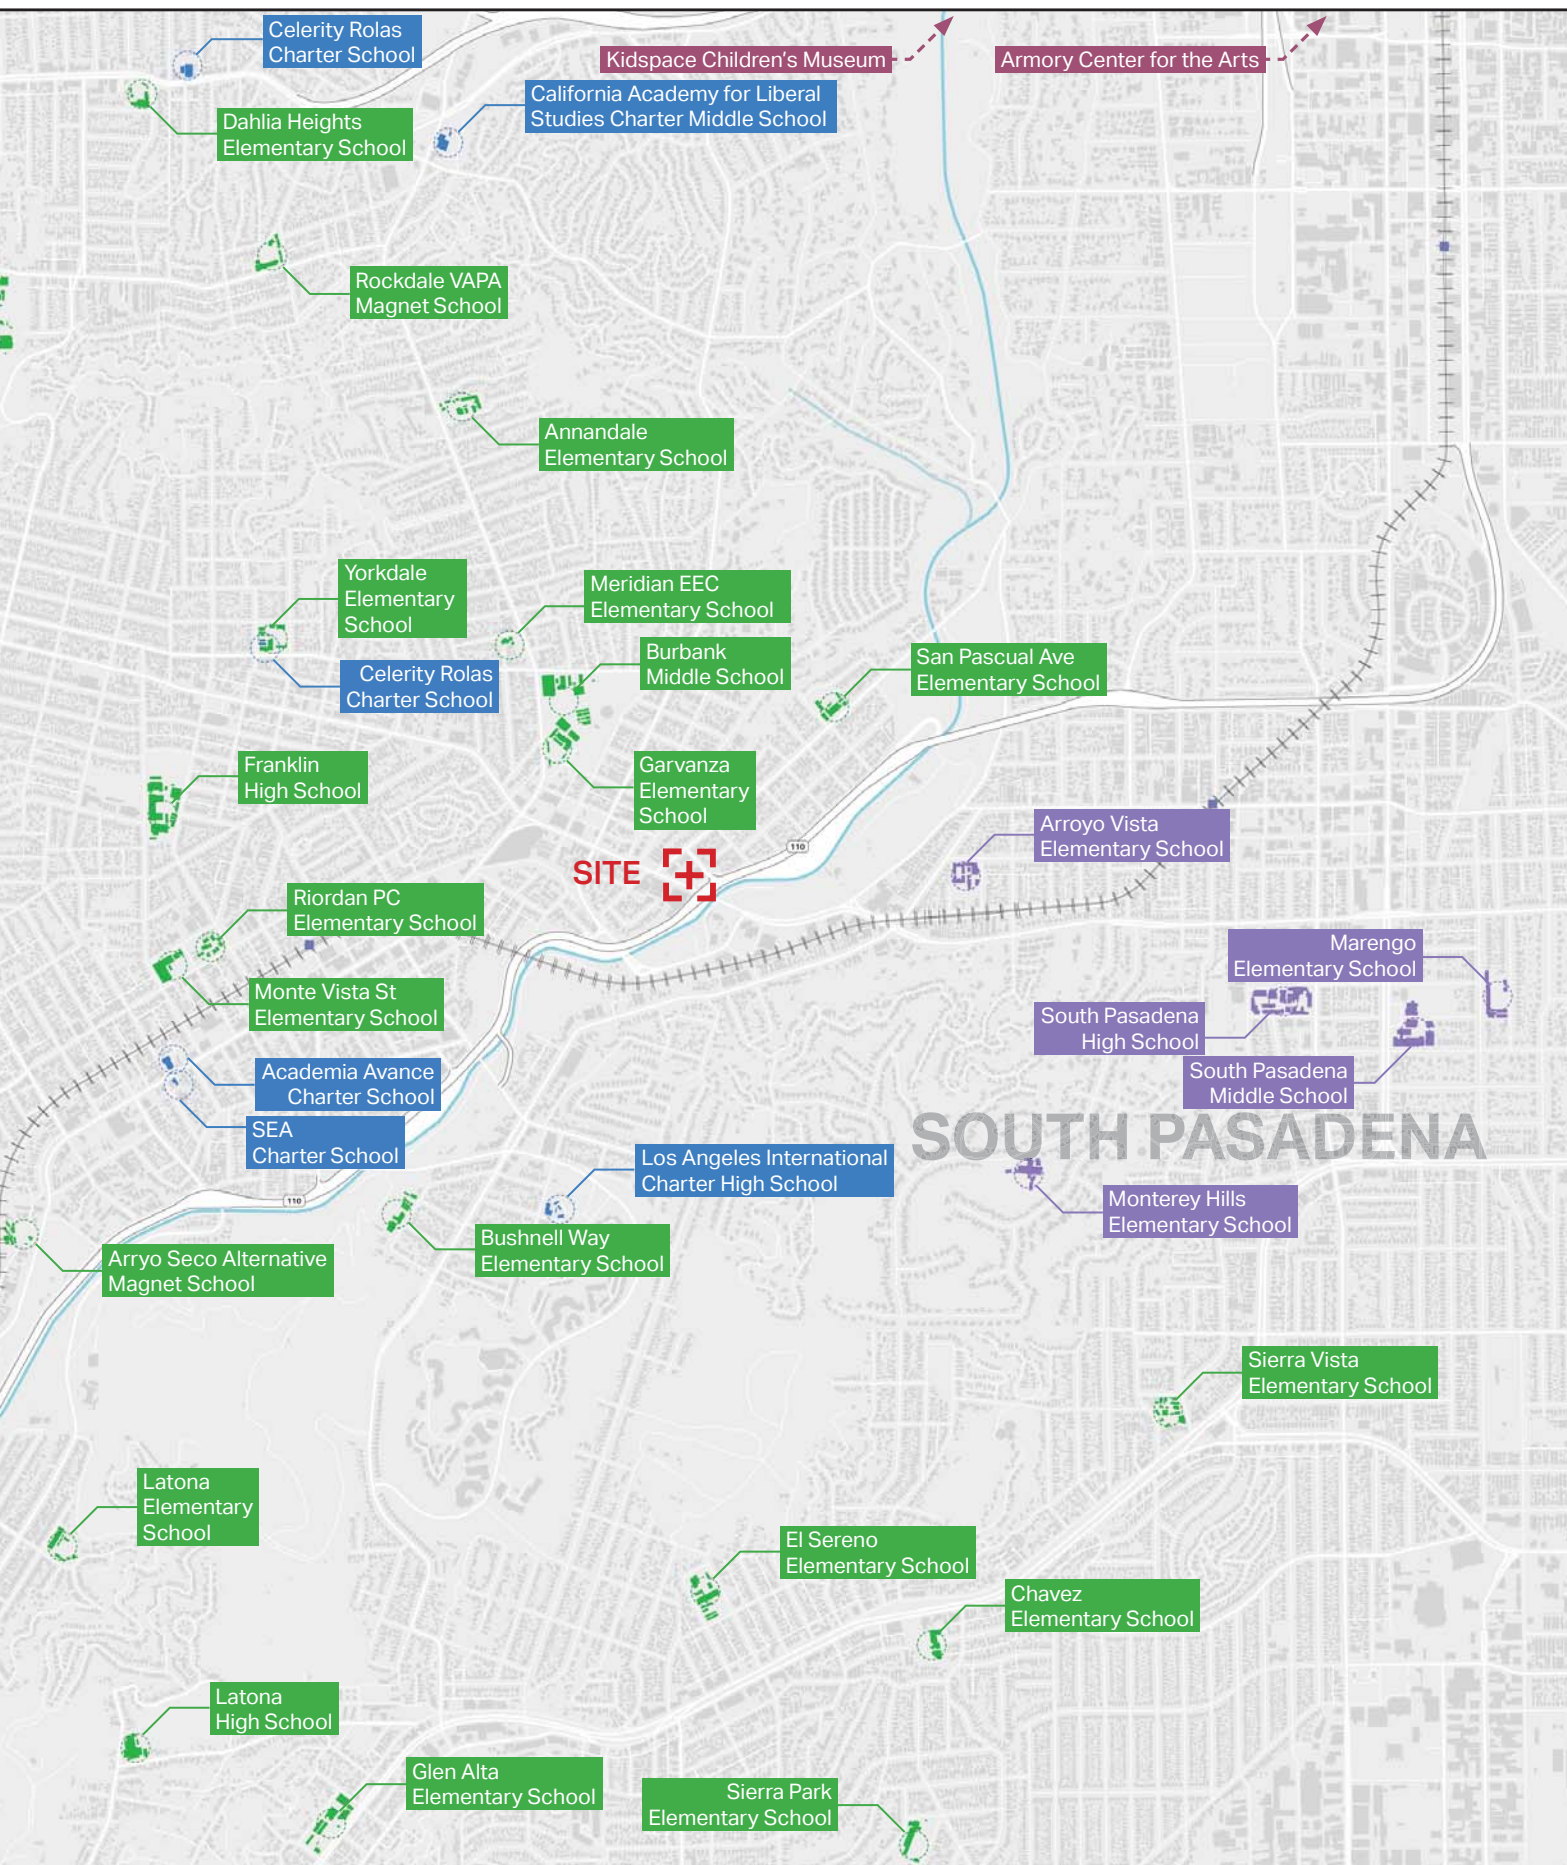 Celerity Rolas
Charter School
Kidspace Children's Museum
Armory Center for the Arts
California Academy for Liberal
Studies Charter Middle School
Dahlia Heights
Elementary School
Rockdale VAPA
Magnet School
Annandale
Elementary School
Yorkdale
Elementary
School
Meridian EEC
Elementary School
Burbank
Middle School
San Pascual Ave
Elementary School
Celerity Rolas
Charter School
Franklin
High School
Garvanza
Elementary
School
Arroyo Vista
Elementary School
110
SITE
Riordan PC
Elementary School
Marengo
Elementary School
Monte Vista St
Elementary School
South Pasadena
High School
Academia Avance
Charter School
South Pasadena
Middle School
SEA
Charter School
SOUTH PASADENA
Los Angeles International
Charter High School
110
Monterey Hills
Elementary School
Bushnell Way
Elementary School
Arryo Seco Alternative
Magnet School
Sierra Vista
Elementary School
Latona
Elementary
School
El Sereno
Elementary School
Chavez
Elementary School
Latona
High School
Glen Alta
Elementary School
Sierra Park
Elementary School